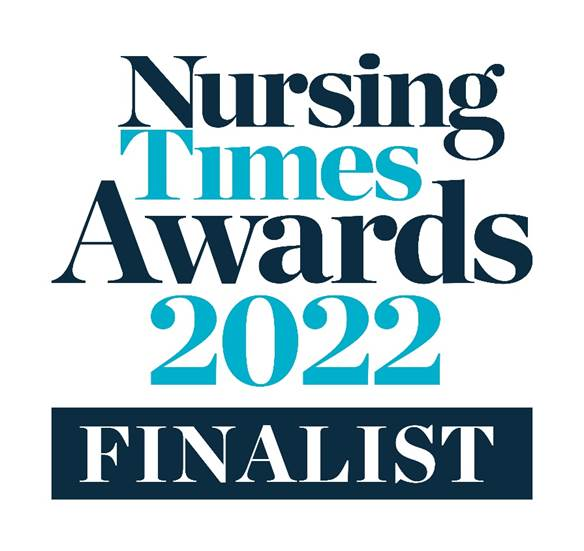 Nursing
Times
Awards
2022
FINALIST